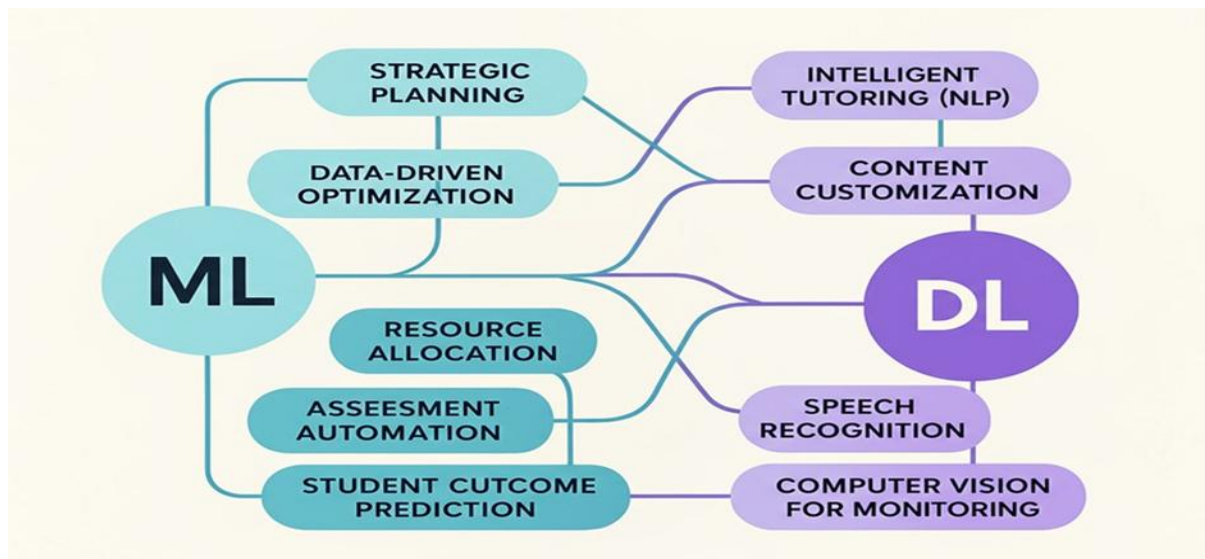 STRATEGIC
PLANNING
DATA-DRIVEN
OPTIMIZATION
ML
RESOURCE
ALLOCATION
ASSEESMENT
AUTOMATION
STUDENT CUTCOME
PREDICTION
INTELLIGENT
TUTORING (NLP)
CONTENT
CUSTOMIZATION
DL
SPEECH
RECOGNITION
COMPUTER VISION
FOR MONITORING